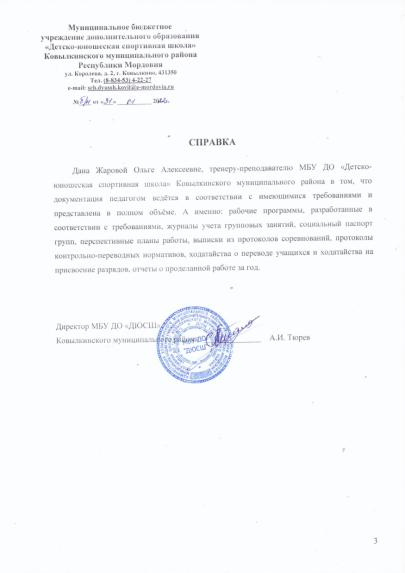 Муниципальное бюджетное
учреждение дополнительного образования
«Детско-юношеская спортивная школа»
Ковылкинского муниципального района
Республики Мордовия
ул. Королева, д. 2, г. Ковылкино, 431350
Тел. (8-834-53) 4-22-27
e-mail: sch.dyussh.kovil@e-mordovia.ru
№ от «31» 01
СПРАВКА
Дана Жаровой Ольге Алексеевне, тренеру-преподавателю МБУ ДО «Детско-
юношеская спортивная школа» Ковылкинского муниципального района в том, что
документация педагогом ведётся в соответствии с имеющимися требованиями и
представлена в полном объёме. А именно: рабочие программы, разработанные в
соответствии с требованиями, журналы учета групповых занятий, социальный паспорт
групп, перспективные планы работы, выписки из протоколов соревнований, протоколы
контрольно-переводных нормативов, ходатайства о переводе учащихся и ходатайства на
присвоение разрядов, отчеты о проделанной работе за год.
Директор МБУ ДО «ДЮСШ»
Ковылкинского муниципального А.И. Тюрев
МБУ ДО
"ДЮСШ"
3